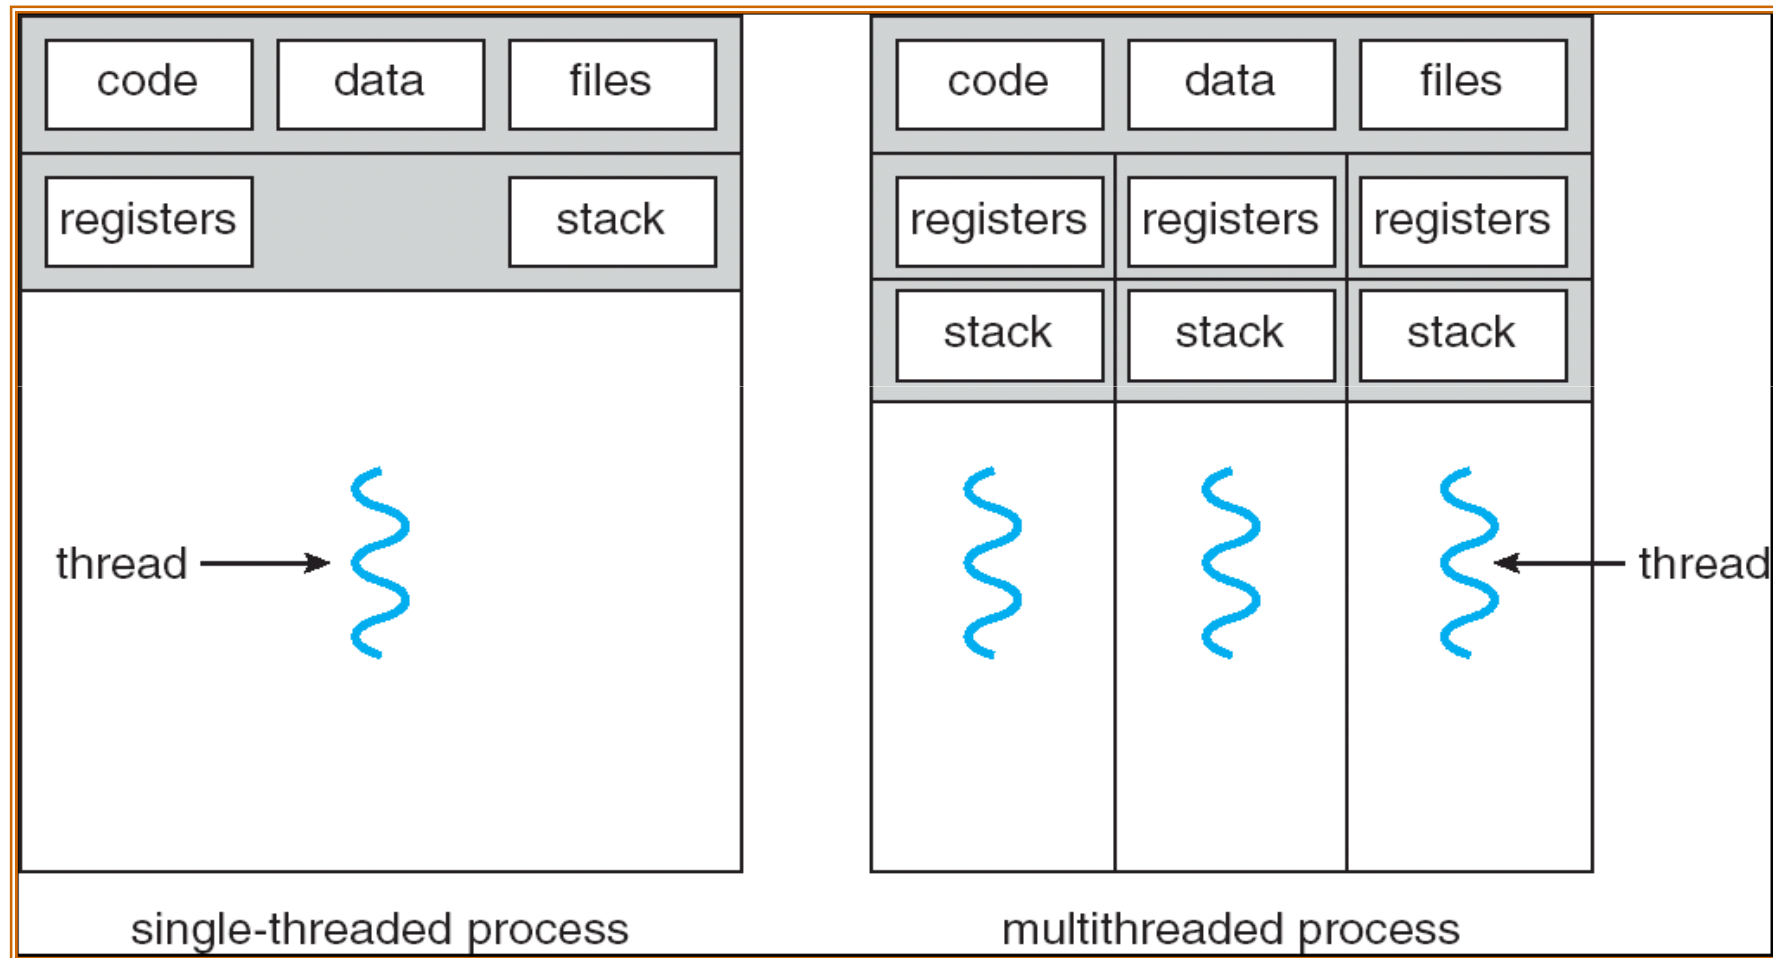 code data files
registers stack
thread
single-threaded process
code data files
registers registers registers
stack stack stack
thread
multithreaded process